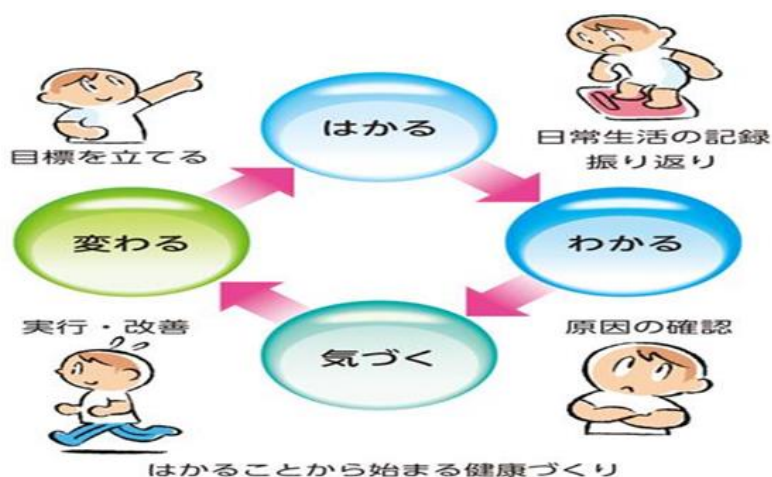 はかる
目標を立てる
日常生活の記録
振り返り
変わる
わかる
実行・改善
気づく
原因の確認
はかることから始まる健康づくり